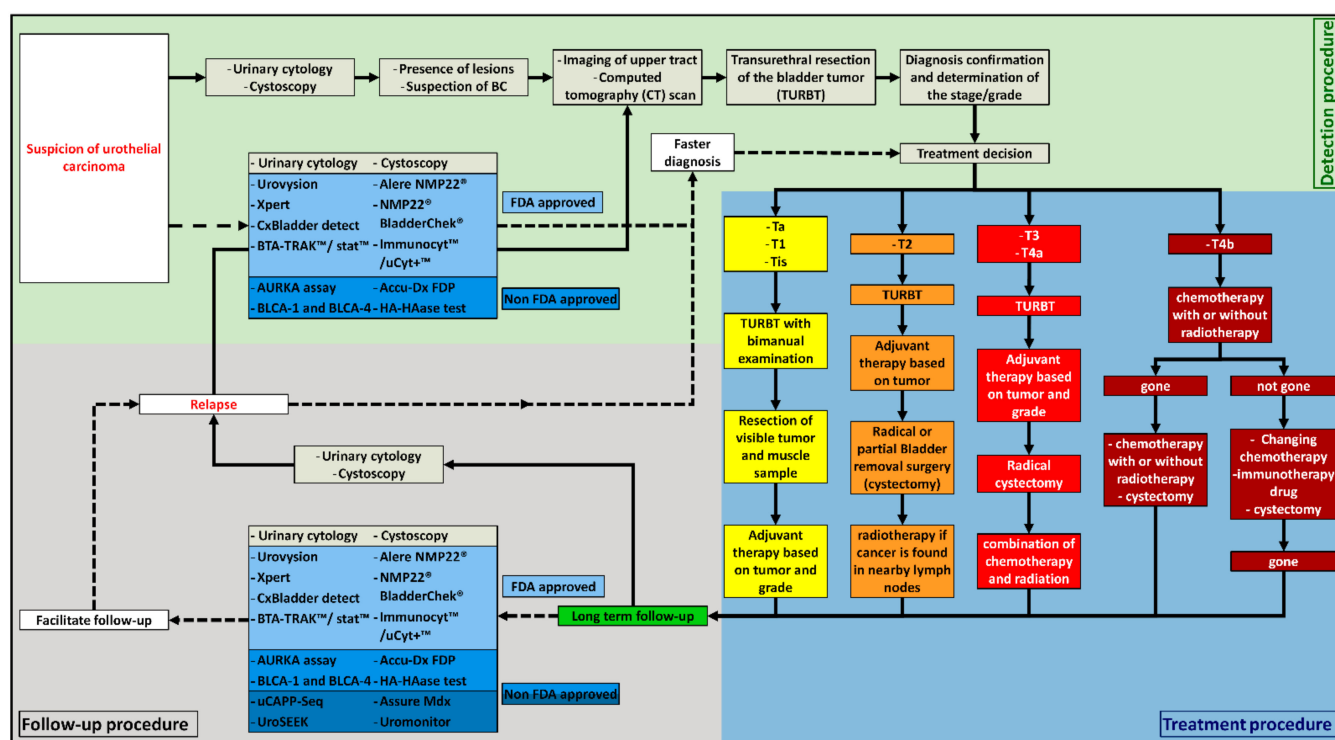 Detection procedure
Suspicion of urothelial
carcinoma
- Urinary cytology
- Cystoscopy
- Presence of lesions
- Suspection of BC
- Imaging of upper tract
- Computed
tomography (CT) scan
Transurethral resection
of the bladder tumor
(TURBT)
Diagnosis confirmation
and determination of
the stage/grade
Faster
diagnosis
Treatment decision
- Urinary cytology - Cystoscopy
- Urovysion - Alere NMP22®
- Xpert - NMP22®
- CxBladder detect BladderChek®
- BTA-TRAK™/ stat™ - Immunocyt™
/uCyt+™
- AURKA assay - Accu-Dx FDP
- BLCA-1 and BLCA-4 - HA-HAase test
FDA approved
Non FDA approved
- Ta
- T1
- Tis
TURBT with
bimanual
examination
Resection of
visible tumor
and muscle
sample
Adjuvant
therapy based
on tumor and
grade
- T2
TURBT
Adjuvant
therapy based
on tumor
Radical or
partial Bladder
removal surgery
(cystectomy)
radiotherapy if
cancer is found
in nearby lymph
nodes
- T3
- T4a
TURBT
Adjuvant
therapy based
on tumor and
grade
Radical
cystectomy
combination of
chemotherapy
and radiation
- T4b
chemotherapy
with or without
radiotherapy
gone
- chemotherapy
with or without
radiotherapy
- cystectomy
not gone
- Changing
chemotherapy
-immunotherapy
drug
- cystectomy
gone
Relapse
- Urinary cytology
- Cystoscopy
Long term follow-up
- Urinary cytology - Cystoscopy
- Urovysion - Alere NMP22®
- Xpert - NMP22®
- CxBladder detect BladderChek®
- BTA-TRAK™/ stat™ - Immunocyt™
/uCyt+™
- AURKA assay - Accu-Dx FDP
- BLCA-1 and BLCA-4 - HA-HAase test
- uCAPP-Seq - Assure Mdx
- UroSEEK - Uromonitor
FDA approved
Non FDA approved
Facilitate follow-up
Follow-up procedure
Treatment procedure